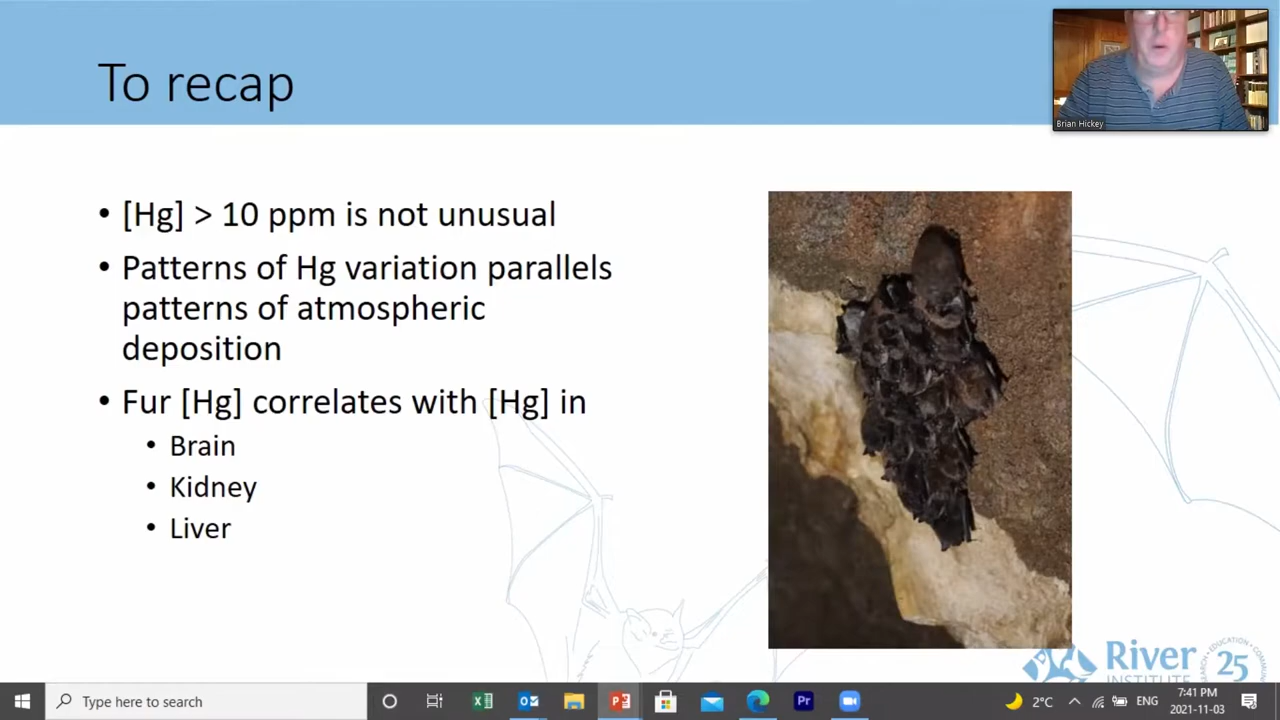 To recap
Brian Hickey
• [Hg] > 10 ppm is not unusual
• Patterns of Hg variation parallels
patterns of atmospheric
deposition
• Fur [Hg] correlates with [Hg] in
• Brain
• Kidney
• Liver
River
INSTITUTE
25
Type here to search
2°C
ENG
7:41 PM
2021-11-03
Pr